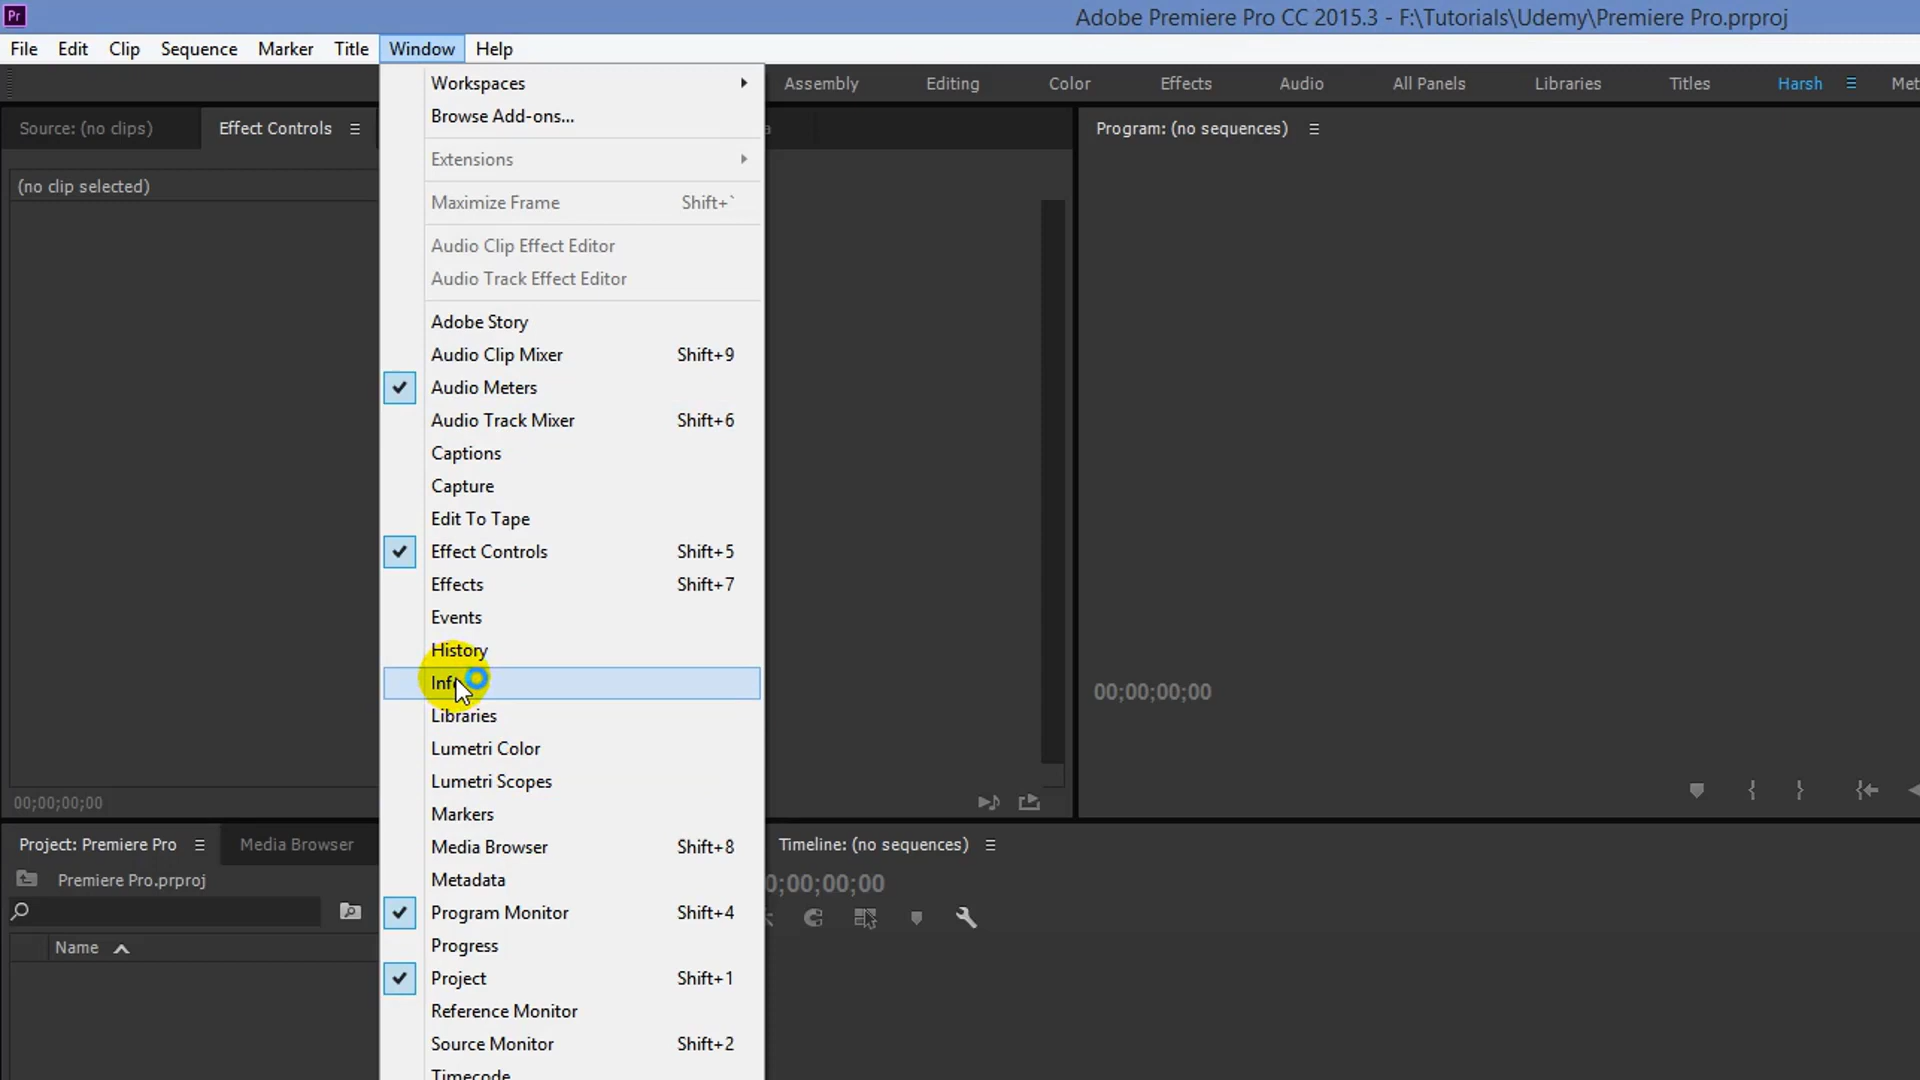 Pr
Adobe Premiere Pro CC 2015.3 - F:\Tutorials\Udemy\Premiere Pro.prproj
File Edit Clip Sequence Marker Title Window Help
Assembly Editing Color Effects Audio All Panels Libraries Titles Harsh
Source: (no clips) Effect Controls
Program: (no sequences)
(no clip selected)
Workspaces
Browse Add-ons...
Extensions
Maximize Frame Shift+`
Audio Clip Effect Editor
Audio Track Effect Editor
Adobe Story
Audio Clip Mixer Shift+9
Audio Meters
Audio Track Mixer Shift+6
Captions
Capture
Edit To Tape
Effect Controls Shift+5
Effects Shift+7
Events
History
Info
Libraries
Lumetri Color
Lumetri Scopes
Markers
Media Browser Shift+8
Metadata
Program Monitor Shift+4
Progress
Project Shift+1
Reference Monitor
Source Monitor Shift+2
Timecode
00;00;00;00
00;00;00;00
Project: Premiere Pro Media Browser
Premiere Pro.prproj
Name
Timeline: (no sequences)
0;00;00;00